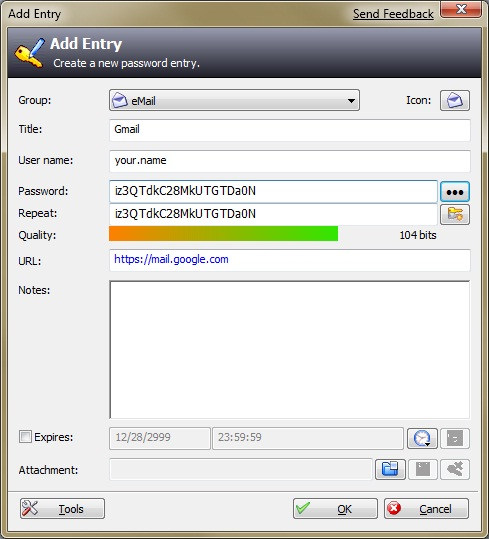 Add Entry Send Feedback
Add Entry
Create a new password entry.
Group: eMail Icon:
Title: Gmail
User name: your.name
Password: iz3QTdkC28MkUTGTDa0N
Repeat: iz3QTdkC28MkUTGTDa0N
Quality: 104 bits
URL: https://mail.google.com
Notes:
Expires: 12/28/2999 23:59:59
Attachment:
Tools OK Cancel